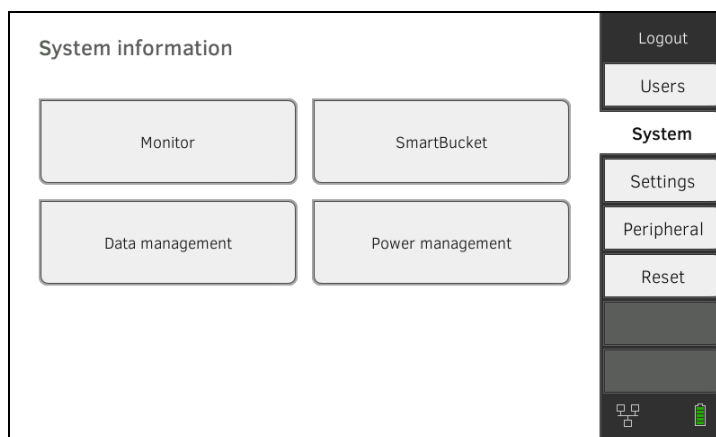 System information
Monitor
SmartBucket
Data management
Power management
Logout
Users
System
Settings
Peripheral
Reset